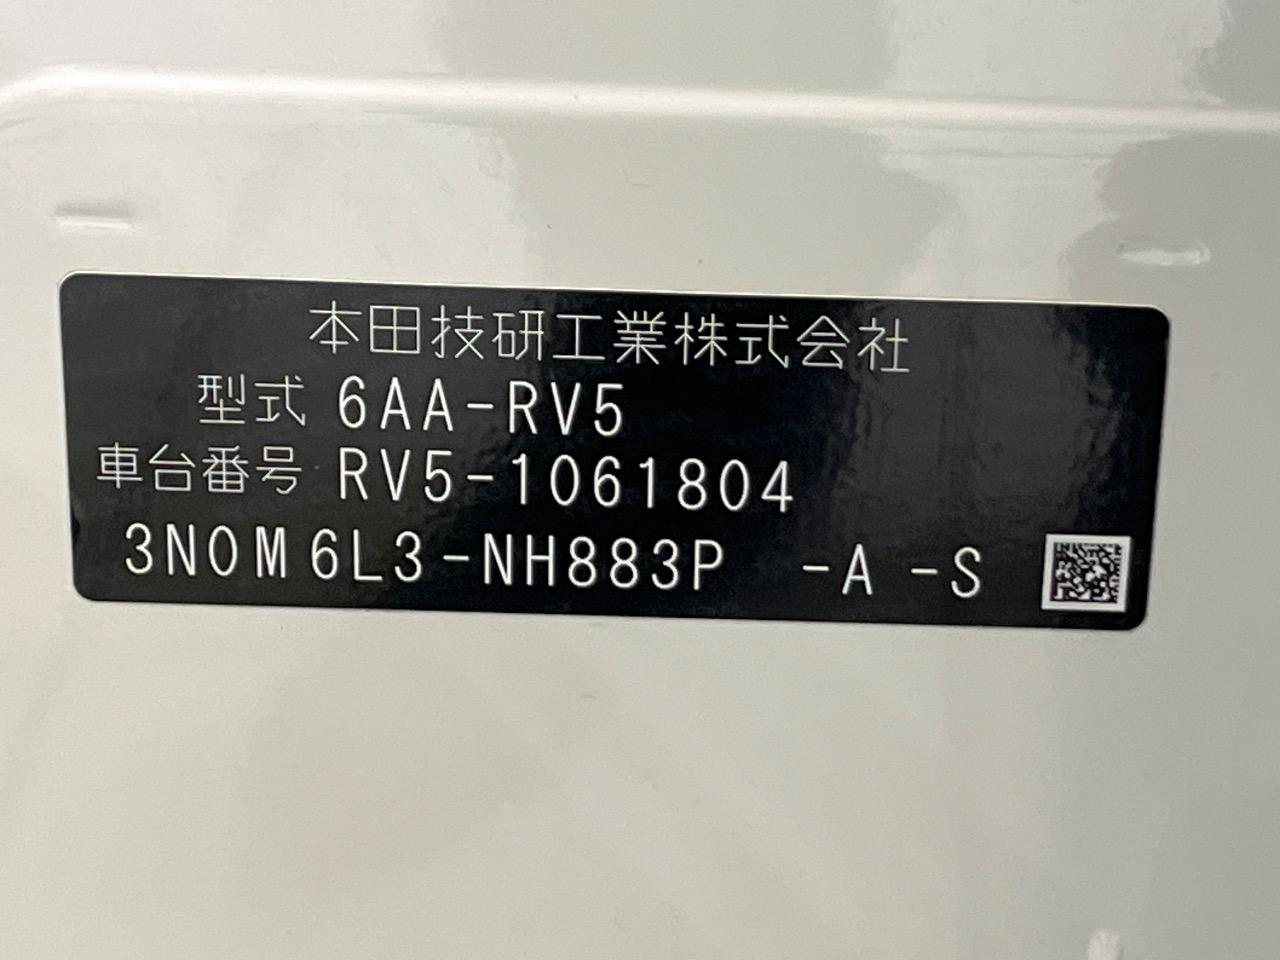 本田技研工業株式会社
型式 6AA-RV5
車台番号 RV5-1061804
3N0M6L3-NH883P -A -S